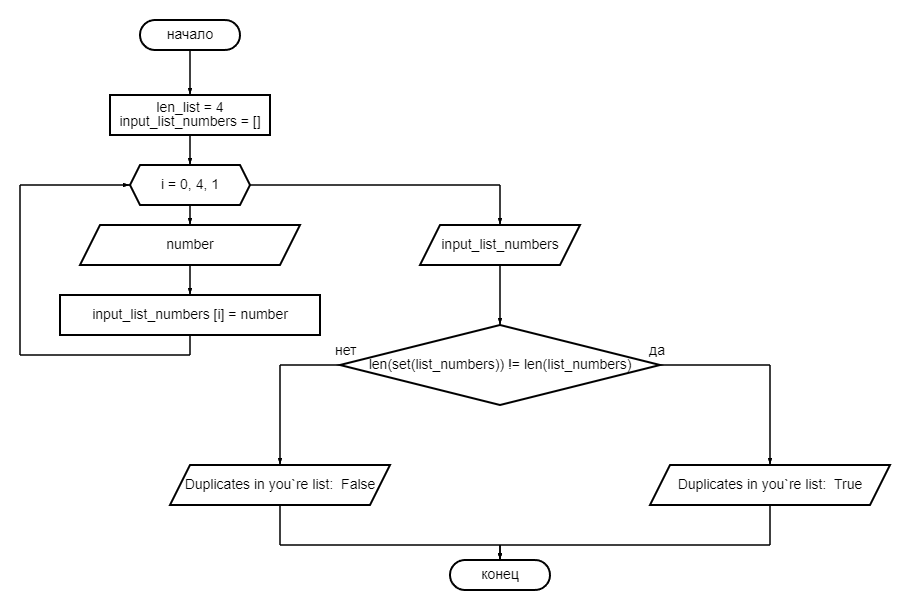 начало
len_list = 4
input_list_numbers = []
i = 0, 4, 1
number
input_list_numbers
input_list_numbers [i] = number
нет
да
len(set(list_numbers)) != len(list_numbers)
Duplicates in you`re list:  False
Duplicates in you`re list:  True
конец